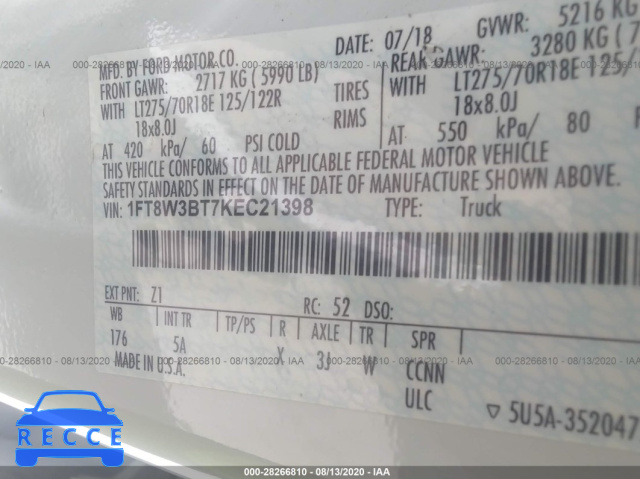 DATE: 07/18 GVWR: 5216 KG
MFD. BY FORD MOTOR CO. REAR GAWR: 3280 KG (7
FRONT GAWR: 2717 KG (5990 LB) WITH LT275/70R18E 125/
WITH LT275/70R18E 125/122R TIRES 18x8.0J
18x8.0J RIMS AT 550 kPa/ 80
AT 420 kPa/ 60 PSI COLD
THIS VEHICLE CONFORMS TO ALL APPLICABLE FEDERAL MOTOR VEHICLE
SAFETY STANDARDS IN EFFECT ON THE DATE OF MANUFACTURE SHOWN ABOVE.
VIN: 1FT8W3BT7KEC21398 TYPE: Truck
EXT PNT: Z1 RC: 52 DSO:
WB INT TR TP/PS R AXLE TR SPR
176 5A X 3J W CCNN
MADE IN U.S.A. ULC
▽ 5U5A-352047
000-28266810 - 08/13/2020 - IAA
000-28266810 - 08/13/2020 - IAA
000-28266810 - 08/13/2020 - IAA